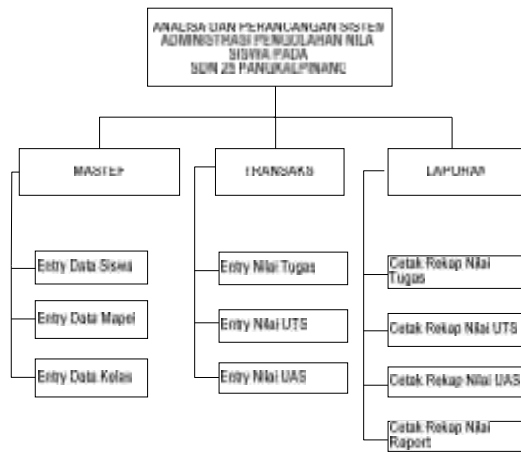 ANALISA DAN PERANCANGAN SISTEM
ADMINISTRASI PENGOLAHAN NILA
SISWA PADA
SDN 25 PANGKALPINANG
MASTER
TRANSAKS
LAPORAN
Entry Data Siswa
Entry Data Mapel
Entry Data Kelas
Entry Nilai Tugas
Entry Nilai UTS
Entry Nilai UAS
Cetak Rekap Nilai
Tugas
Cetak Rekap Nilai UTS
Cetak Rekap Nilai UAS
Cetak Rekap Nilai
Raport